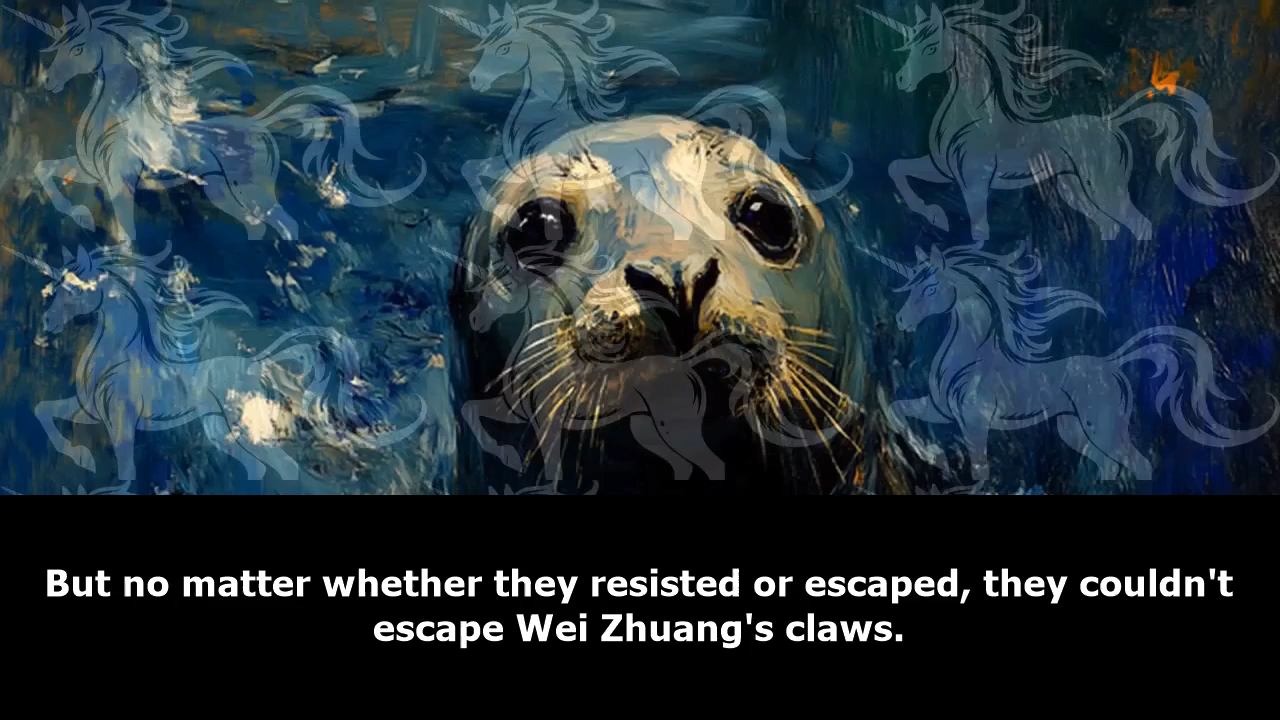 But no matter whether they resisted or escaped, they couldn't
escape Wei Zhuang's claws.